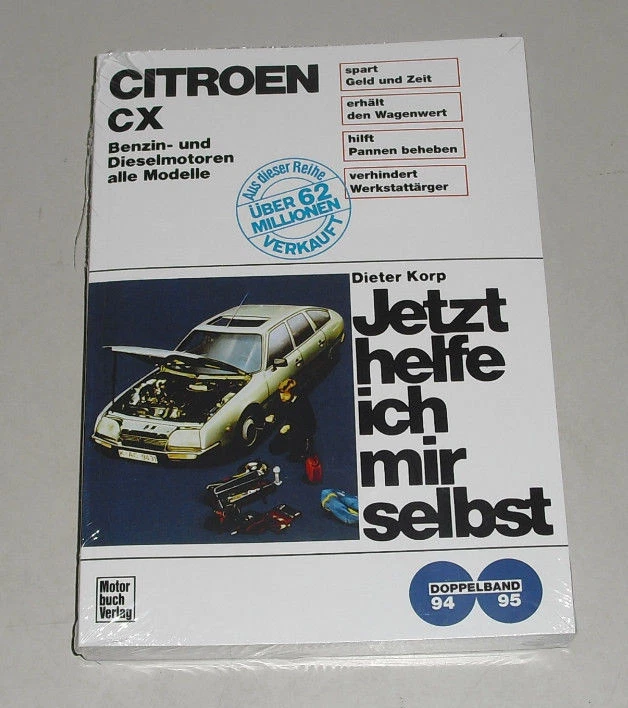 CITROEN
CX
Benzin- und
Dieselmotoren
alle Modelle
spart
Geld und Zeit
erhält
den Wagenwert
hilft
Pannen beheben
verhindert
Werkstattärger
Aus dieser Reihe
ÜBER 62
MILLIONEN
VERKAUFT
Dieter Korp
Jetzt
helfe
ich
mir
selbst
Motor
buch
Verlag
DOPPELBAND
94 95